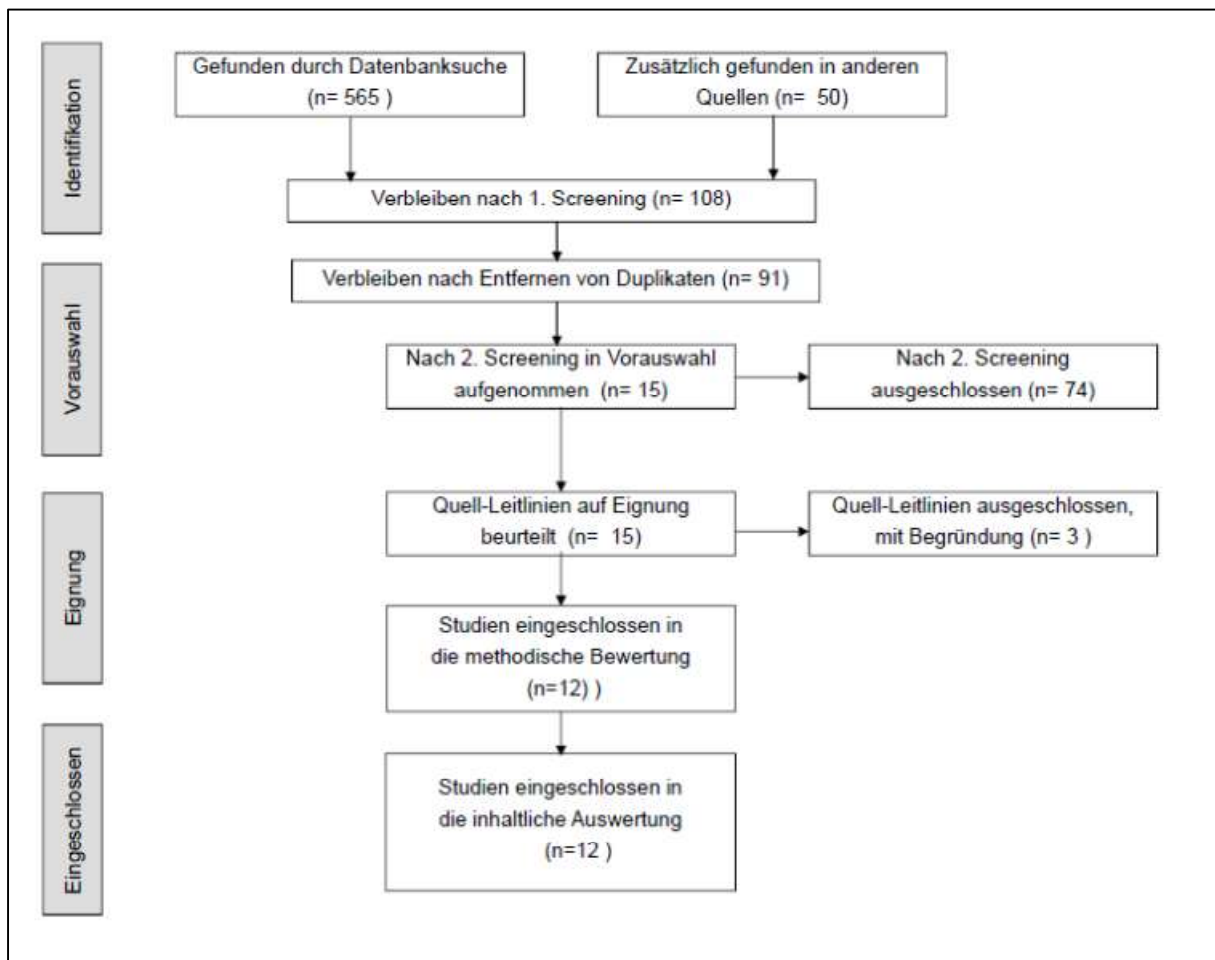 Identifikation
Gefunden durch Datenbanksuche
(n= 565 )
Zusätzlich gefunden in anderen
Quellen (n=  50)
Verbleiben nach 1. Screening (n= 108)
Vorauswahl
Verbleiben nach Entfernen von Duplikaten (n= 91)
Nach 2. Screening in Vorauswahl
aufgenommen  (n= 15)
Nach 2. Screening
ausgeschlossen (n= 74)
Eignung
Quell-Leitlinien auf Eignung
beurteilt  (n=  15)
Quell-Leitlinien ausgeschlossen,
mit Begründung (n= 3 )
Studien eingeschlossen in
die methodische Bewertung
(n=12) )
Eingeschlossen
Studien eingeschlossen in
die inhaltliche Auswertung
(n=12 )